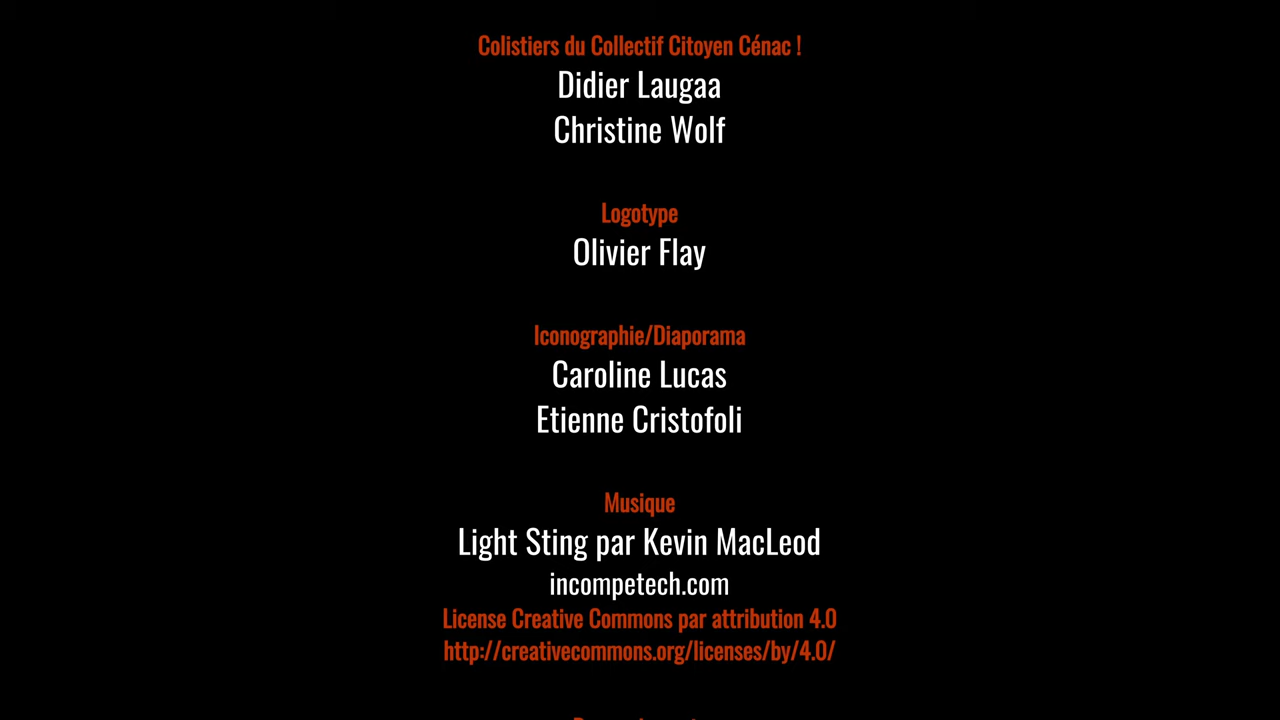 Colistiers du Collectif Citoyen Cénac !
Didier Laugaa
Christine Wolf
Logotype
Olivier Flay
Iconographie/Diaporama
Caroline Lucas
Etienne Cristofoli
Musique
Light Sting par Kevin MacLeod
incompetech.com
License Creative Commons par attribution 4.0
http://creativecommons.org/licenses/by/4.0/